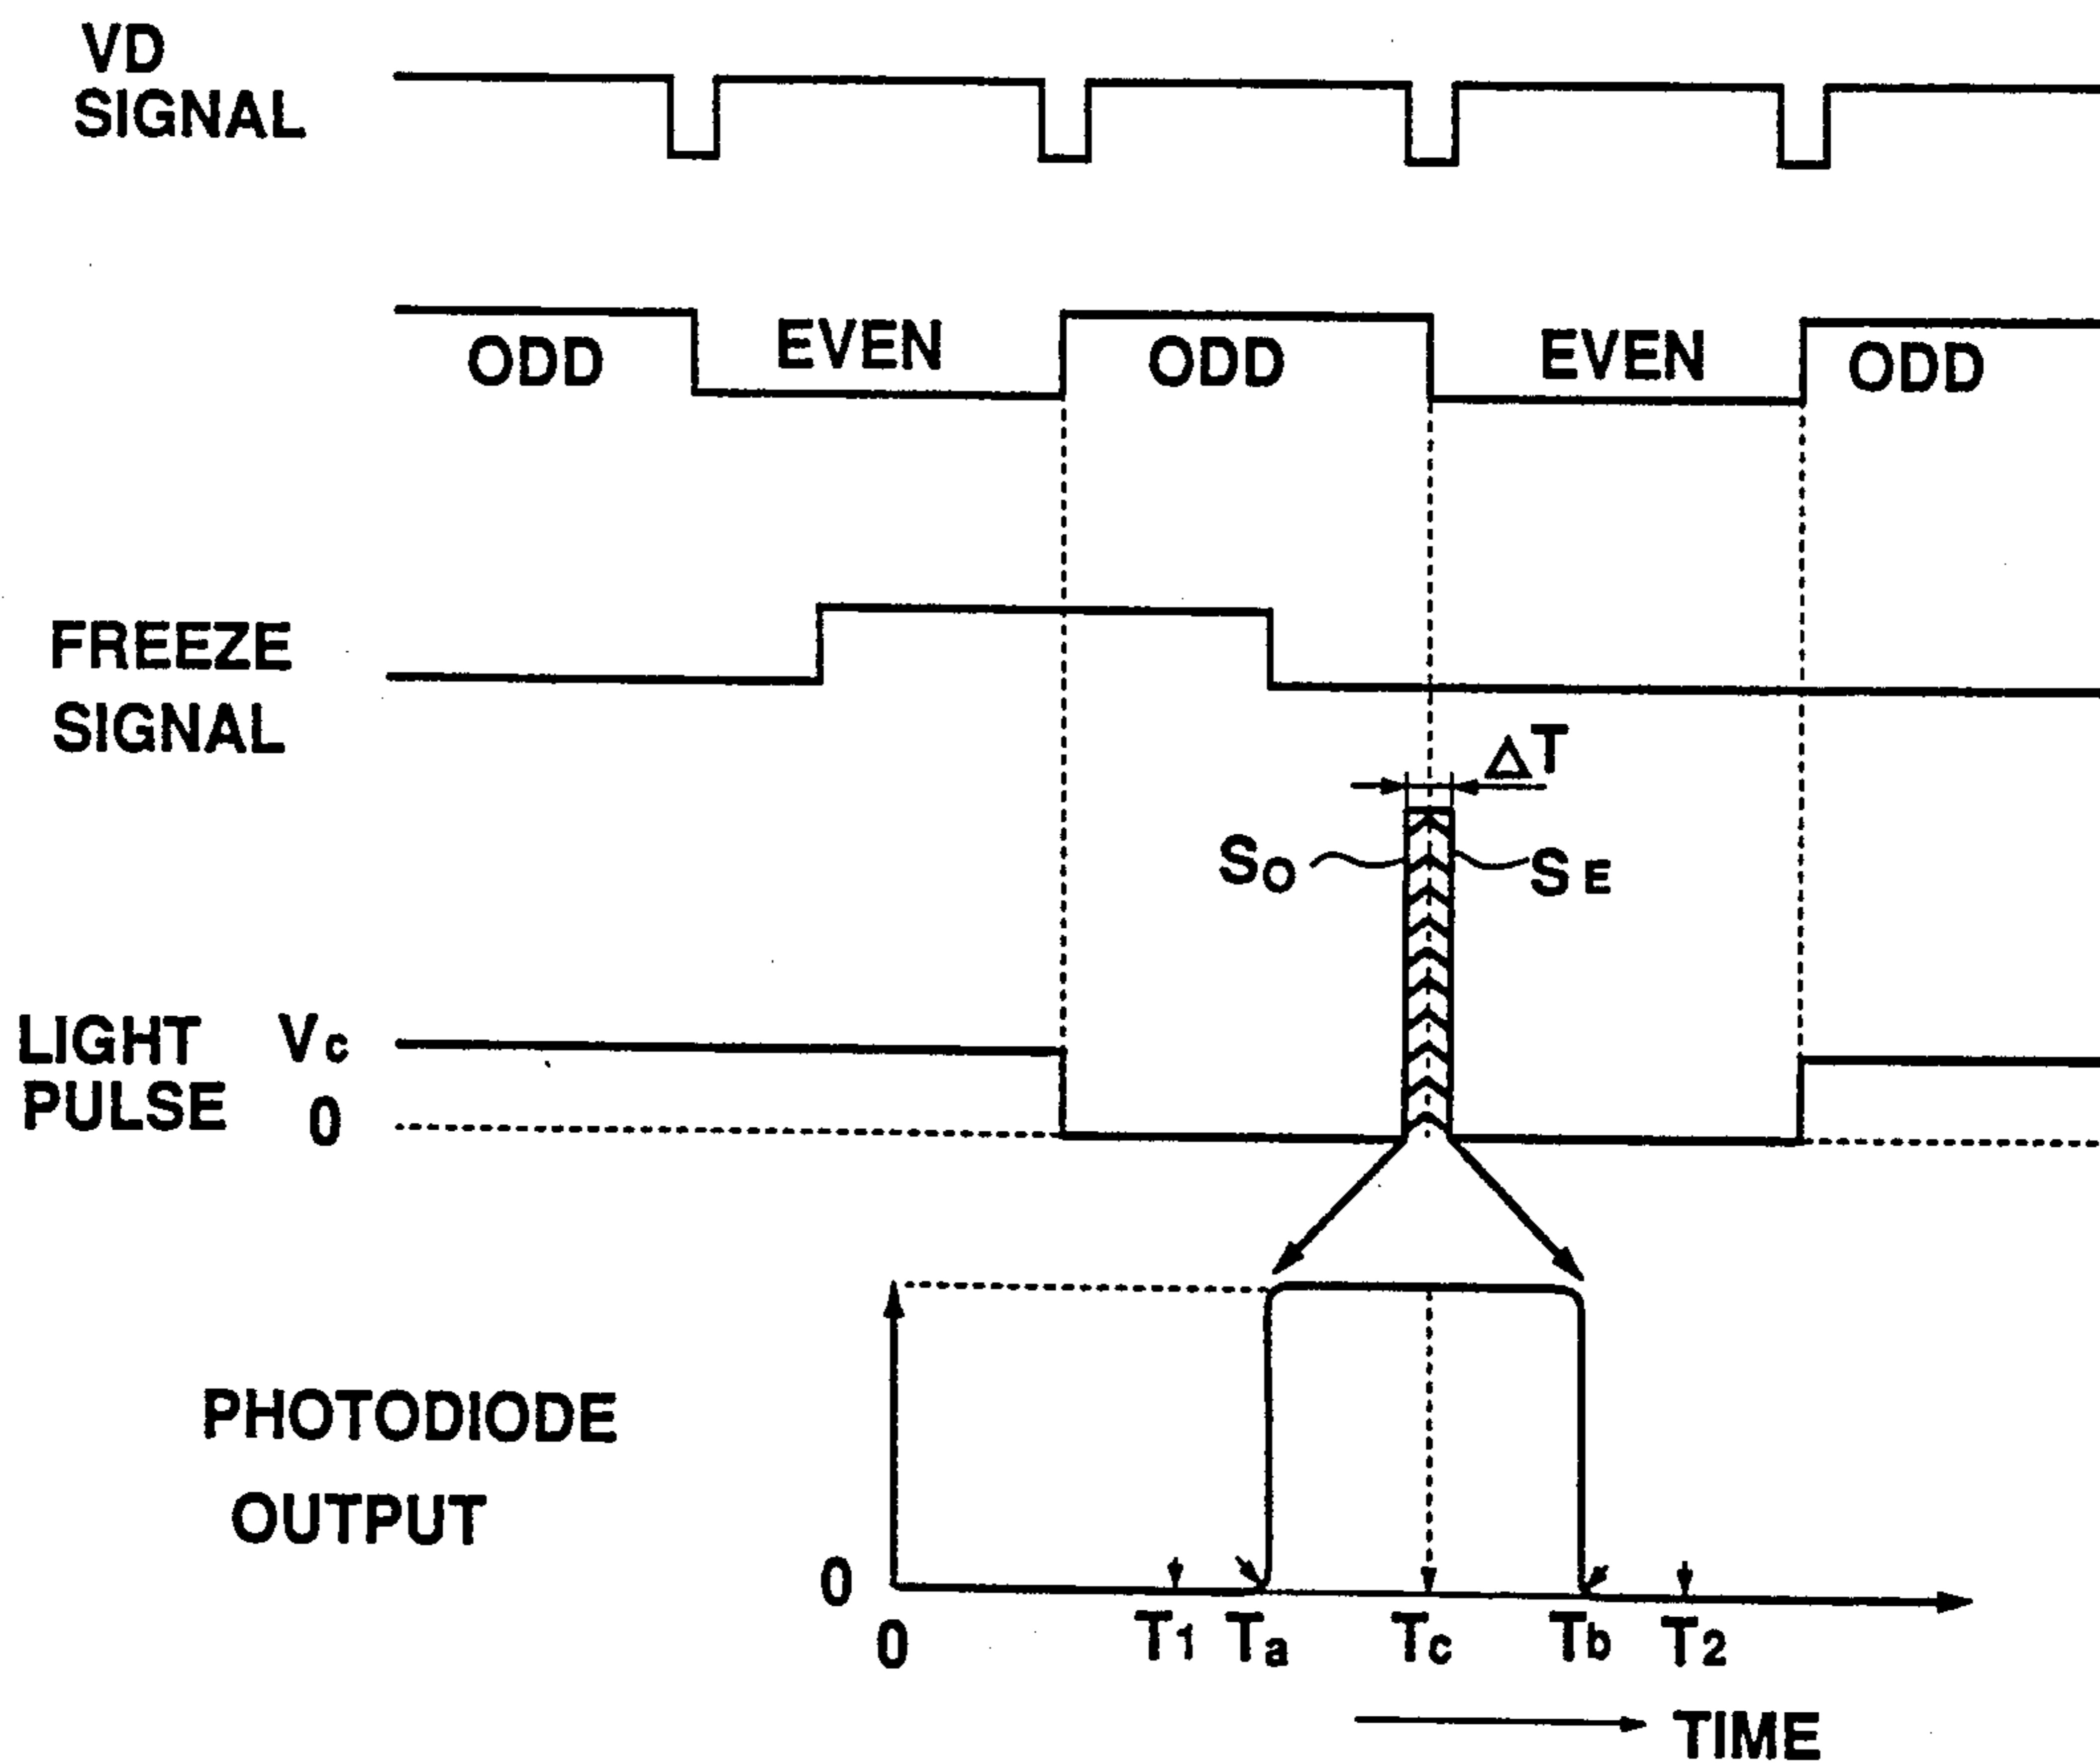 VD
SIGNAL
ODD EVEN ODD EVEN ODD
FREEZE
SIGNAL
ΔT
SO SE
LIGHT Vc
PULSE 0
PHOTODIODE
OUTPUT
0
0 T1 Ta Tc Tb T2
TIME